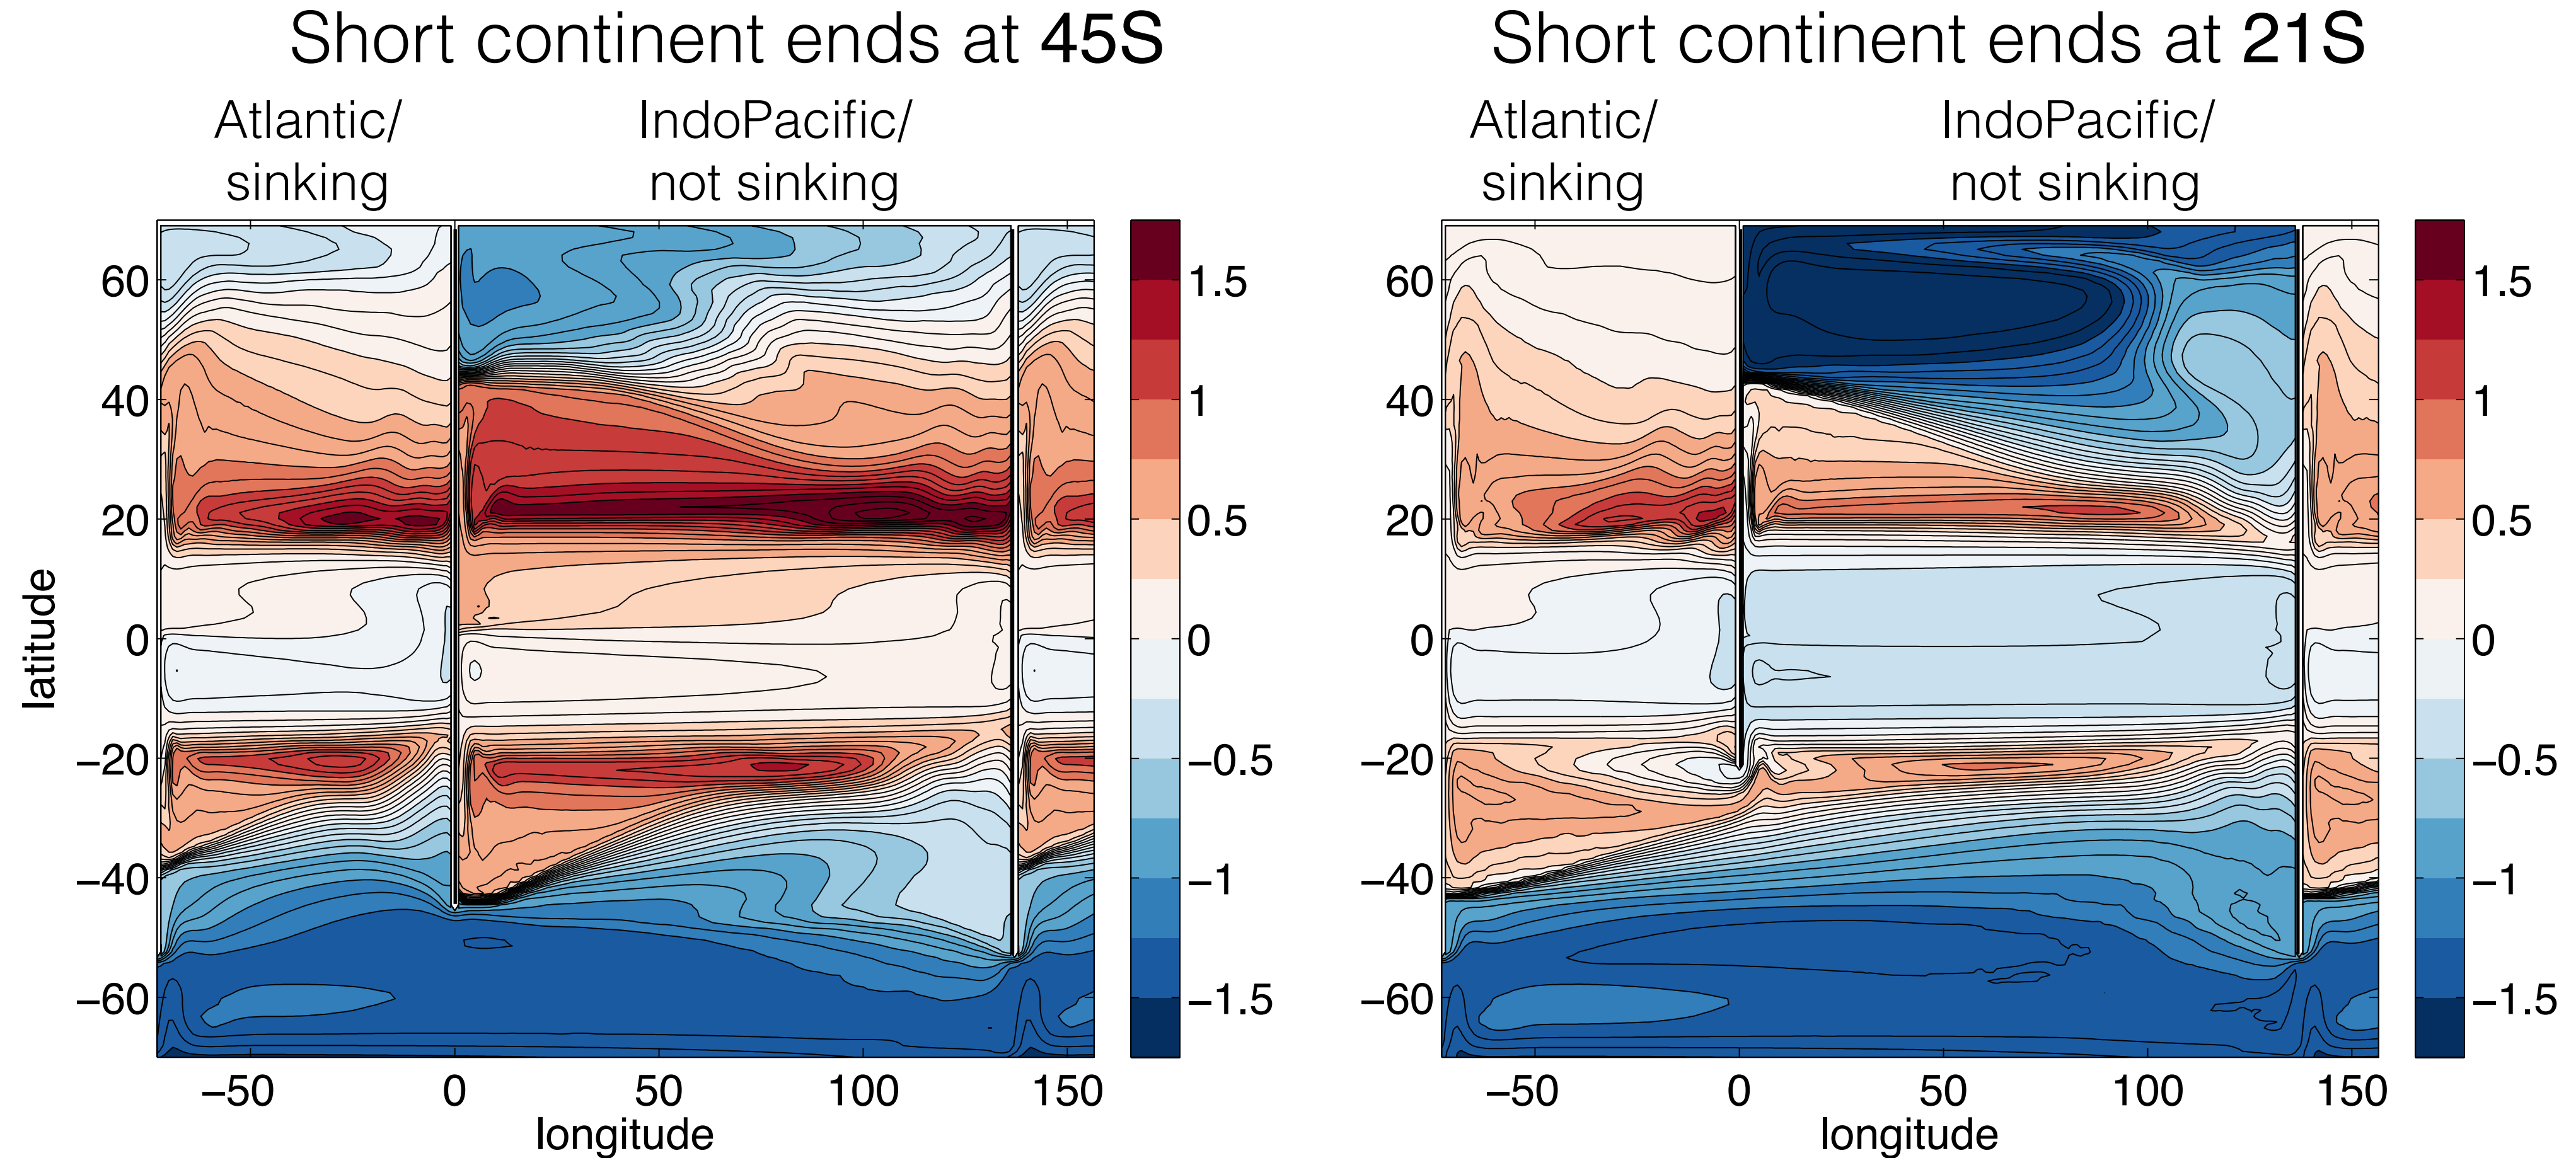 Short continent ends at 45S
Short continent ends at 21S
Atlantic/
sinking
IndoPacific/
not sinking
Atlantic/
sinking
IndoPacific/
not sinking
latitude
60
40
20
0
−20
−40
−60
−50
0
50
100
150
longitude
1.5
1
0.5
0
−0.5
−1
−1.5
60
40
20
0
−20
−40
−60
−50
0
50
100
150
longitude
1.5
1
0.5
0
−0.5
−1
−1.5